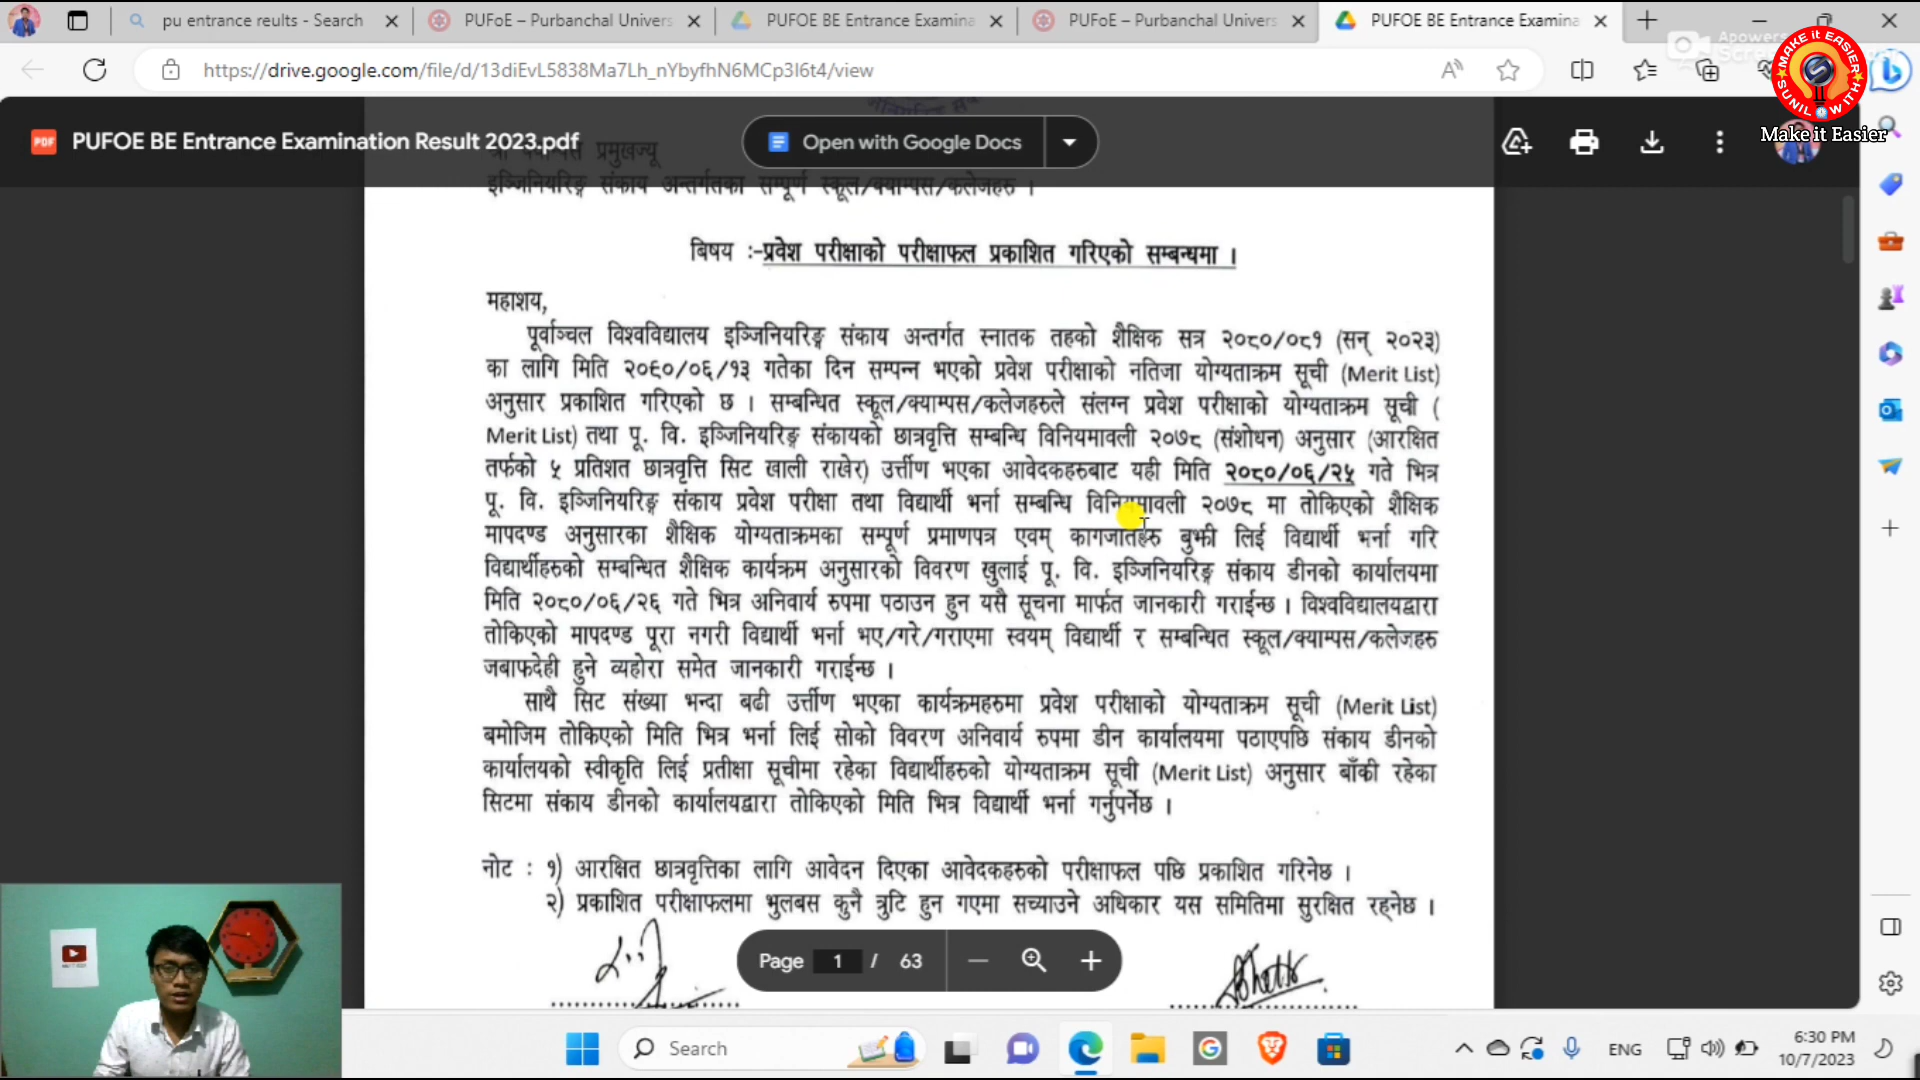 pu entrance reults - Search
PUFoE – Purbanchal Univers
PUFOE BE Entrance Examina
PUFoE – Purbanchal Univers
PUFOE BE Entrance Examina
https://drive.google.com/file/d/13diEvL5838Ma7Lh_nYbyfhN6MCp3I6t4/view
MAKE iT EASIER
WITH SUNIL
Make it Easier
PDF
PUFOE BE Entrance Examination Result 2023.pdf
Open with Google Docs
प्रमुखज्यू
इञ्जिनियरिङ्ग संकाय अन्तर्गतका सम्पूर्ण स्कूल/क्याम्पस/कलेजहरु ।
बिषय :-प्रवेश परीक्षाको परीक्षाफल प्रकाशित गरिएको सम्बन्धमा ।
महाशय,
पूर्वाञ्चल विश्वविद्यालय इञ्जिनियरिङ्ग संकाय अन्तर्गत स्नातक तहको शैक्षिक सत्र २०८०/०८१ (सन् २०२३)
का लागि मिति २०८०/०६/१३ गतेका दिन सम्पन्न भएको प्रवेश परीक्षाको नतिजा योग्यताक्रम सूची (Merit List)
अनुसार प्रकाशित गरिएको छ । सम्बन्धित स्कूल/क्याम्पस/कलेजहरुले संलग्न प्रवेश परीक्षाको योग्यताक्रम सूची (
Merit List) तथा पू. वि. इञ्जिनियरिङ्ग संकायको छात्रवृत्ति सम्बन्धि विनियमावली २०७८ (संशोधन) अनुसार (आरक्षित
तर्फको ५ प्रतिशत छात्रवृत्ति सिट खाली राखेर) उर्त्तीण भएका आवेदकहरुबाट यही मिति २०८०/०६/२५ गते भित्र
पू. वि. इञ्जिनियरिङ्ग संकाय प्रवेश परीक्षा तथा विद्यार्थी भर्ना सम्बन्धि विनियमावली २०७८ मा तोकिएको शैक्षिक
मापदण्ड अनुसारका शैक्षिक योग्यताक्रमका सम्पूर्ण प्रमाणपत्र एवम् कागजातहरु बुझी लिई विद्यार्थी भर्ना गरि
विद्यार्थीहरुको सम्बन्धित शैक्षिक कार्यक्रम अनुसारको विवरण खुलाई पू. वि. इञ्जिनियरिङ्ग संकाय डीनको कार्यालयमा
मिति २०८०/०६/२६ गते भित्र अनिवार्य रुपमा पठाउन हुन यसै सूचना मार्फत जानकारी गराईन्छ । विश्वविद्यालयद्वारा
तोकिएको मापदण्ड पूरा नगरी विद्यार्थी भर्ना भए/गरे/गराएमा स्वयम् विद्यार्थी र सम्बन्धित स्कूल/क्याम्पस/कलेजहरु
जबाफदेही हुने व्यहोरा समेत जानकारी गराईन्छ ।
साथै सिट संख्या भन्दा बढी उर्त्तीण भएका कार्यक्रमहरुमा प्रवेश परीक्षाको योग्यताक्रम सूची (Merit List)
बमोजिम तोकिएको मिति भित्र भर्ना लिई सोको विवरण अनिवार्य रुपमा डीन कार्यालयमा पठाएपछि संकाय डीनको
कार्यालयको स्वीकृति लिई प्रतीक्षा सूचीमा रहेका विद्यार्थीहरुको योग्यताक्रम सूची (Merit List) अनुसार बाँकी रहेका
सिटमा संकाय डीनको कार्यालयद्वारा तोकिएको मिति भित्र विद्यार्थी भर्ना गर्नुपर्नेछ ।
नोट : १) आरक्षित छात्रवृत्तिका लागि आवेदन दिएका आवेदकहरुको परीक्षाफल पछि प्रकाशित गरिनेछ ।
२) प्रकाशित परीक्षाफलमा भुलबस कुनै त्रुटि हुन गएमा सच्याउने अधिकार यस समितिमा सुरक्षित रहनेछ ।
Page 1 / 63
Search
ENG
6:30 PM
10/7/2023